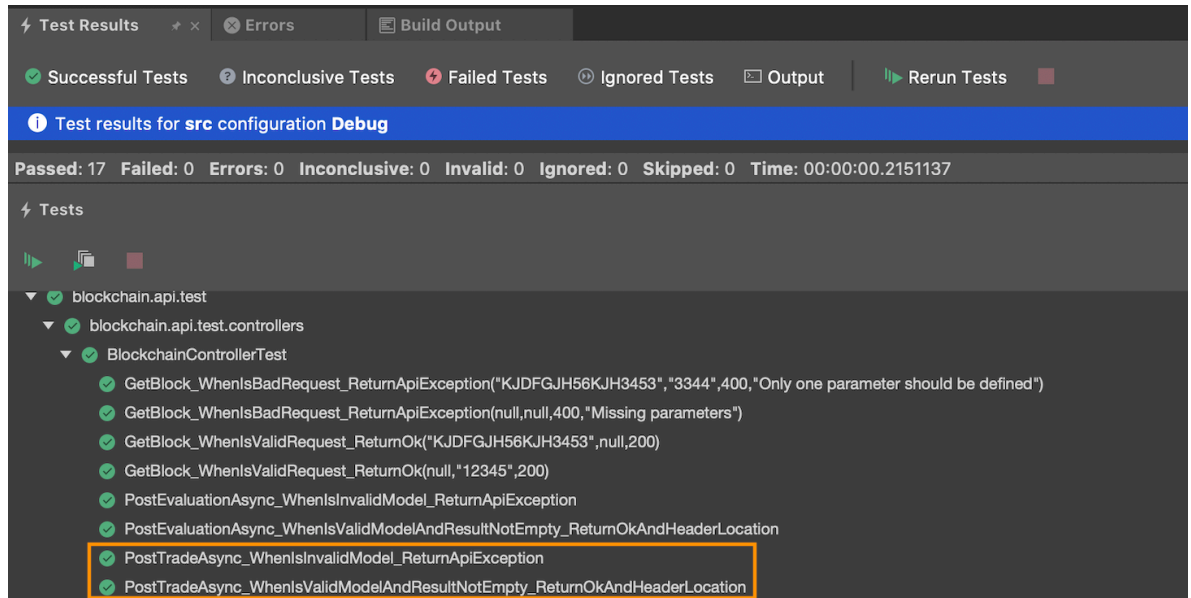 Test Results Errors Build Output
Successful Tests Inconclusive Tests Failed Tests Ignored Tests Output Rerun Tests
Test results for src configuration Debug
Passed: 17 Failed: 0 Errors: 0 Inconclusive: 0 Invalid: 0 Ignored: 0 Skipped: 0 Time: 00:00:00.2151137
Tests
blockchain.api.test
blockchain.api.test.controllers
BlockchainControllerTest
GetBlock_WhenIsBadRequest_ReturnApiException("KJDFGJH56KJH3453","3344",400,"Only one parameter should be defined")
GetBlock_WhenIsBadRequest_ReturnApiException(null,null,400,"Missing parameters")
GetBlock_WhenIsValidRequest_ReturnOk("KJDFGJH56KJH3453",null,200)
GetBlock_WhenIsValidRequest_ReturnOk(null,"12345",200)
PostEvaluationAsync_WhenIsInvalidModel_ReturnApiException
PostEvaluationAsync_WhenIsValidModelAndResultNotEmpty_ReturnOkAndHeaderLocation
PostTradeAsync_WhenIsInvalidModel_ReturnApiException
PostTradeAsync_WhenIsValidModelAndResultNotEmpty_ReturnOkAndHeaderLocation